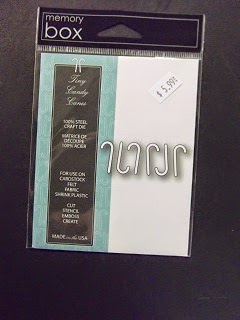 memory
box
$ 5.99
Tiny
Candy
Canes
100% STEEL
CRAFT DIE
MATRICE DE
DÉCOUPE
100% ACIER
FOR USE ON
CARDSTOCK
FELT
FABRIC
SHRINK PLASTIC
CUT
STENCIL
EMBOSS
CREATE
MADE in the USA